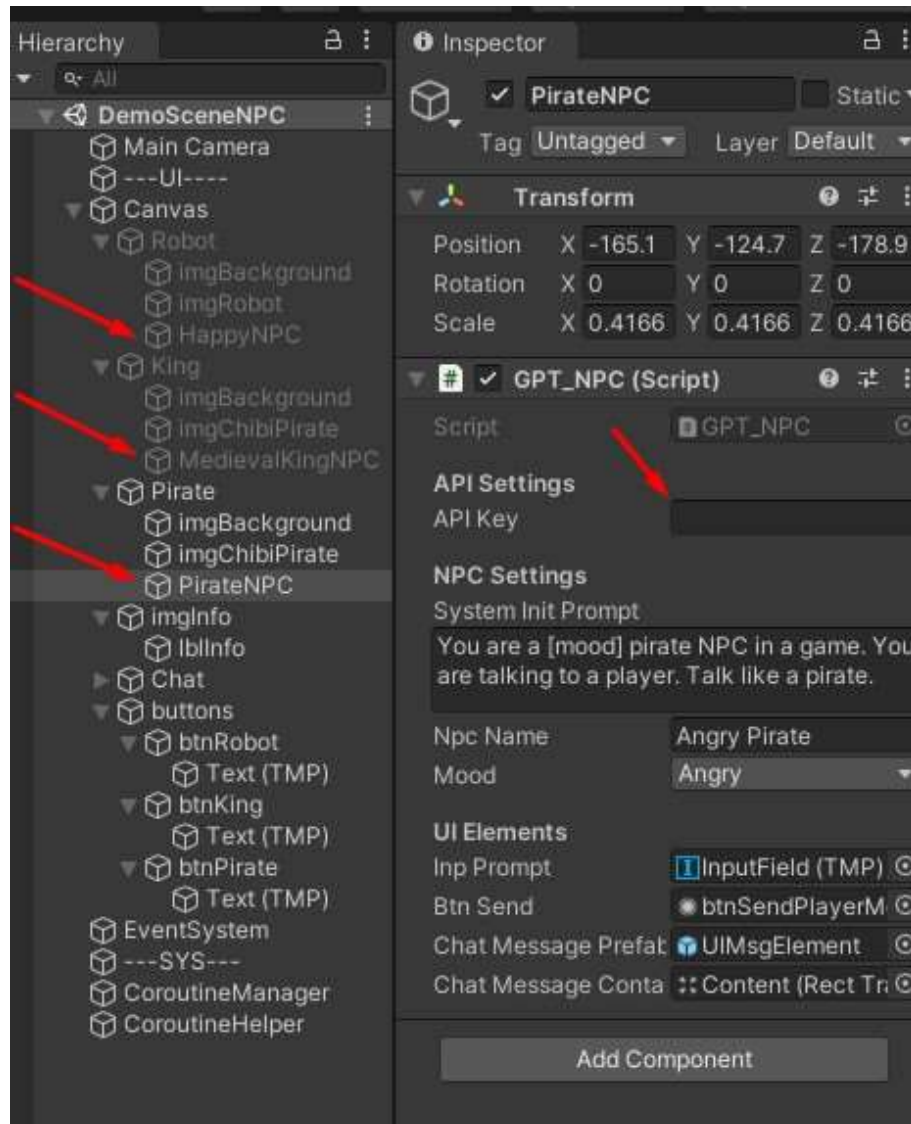 Hierarchy
All
DemoSceneNPC
Main Camera
---UI----
Canvas
Robot
imgBackground
imgRobot
HappyNPC
King
imgBackground
imgChibiPirate
MedievalKingNPC
Pirate
imgBackground
imgChibiPirate
PirateNPC
imgInfo
lblInfo
Chat
buttons
btnRobot
Text (TMP)
btnKing
Text (TMP)
btnPirate
Text (TMP)
EventSystem
---SYS---
CoroutineManager
CoroutineHelper
Inspector
PirateNPC Static
Tag Untagged Layer Default
Transform
Position X -165.1 Y -124.7 Z -178.9
Rotation X 0 Y 0 Z 0
Scale X 0.4166 Y 0.4166 Z 0.4166
# GPT_NPC (Script)
Script GPT_NPC
API Settings
API Key
NPC Settings
System Init Prompt
You are a [mood] pirate NPC in a game. You
are talking to a player. Talk like a pirate.
Npc Name Angry Pirate
Mood Angry
UI Elements
Inp Prompt InputField (TMP)
Btn Send btnSendPlayerM
Chat Message Prefab UIMsgElement
Chat Message Conta Content (Rect Tra
Add Component